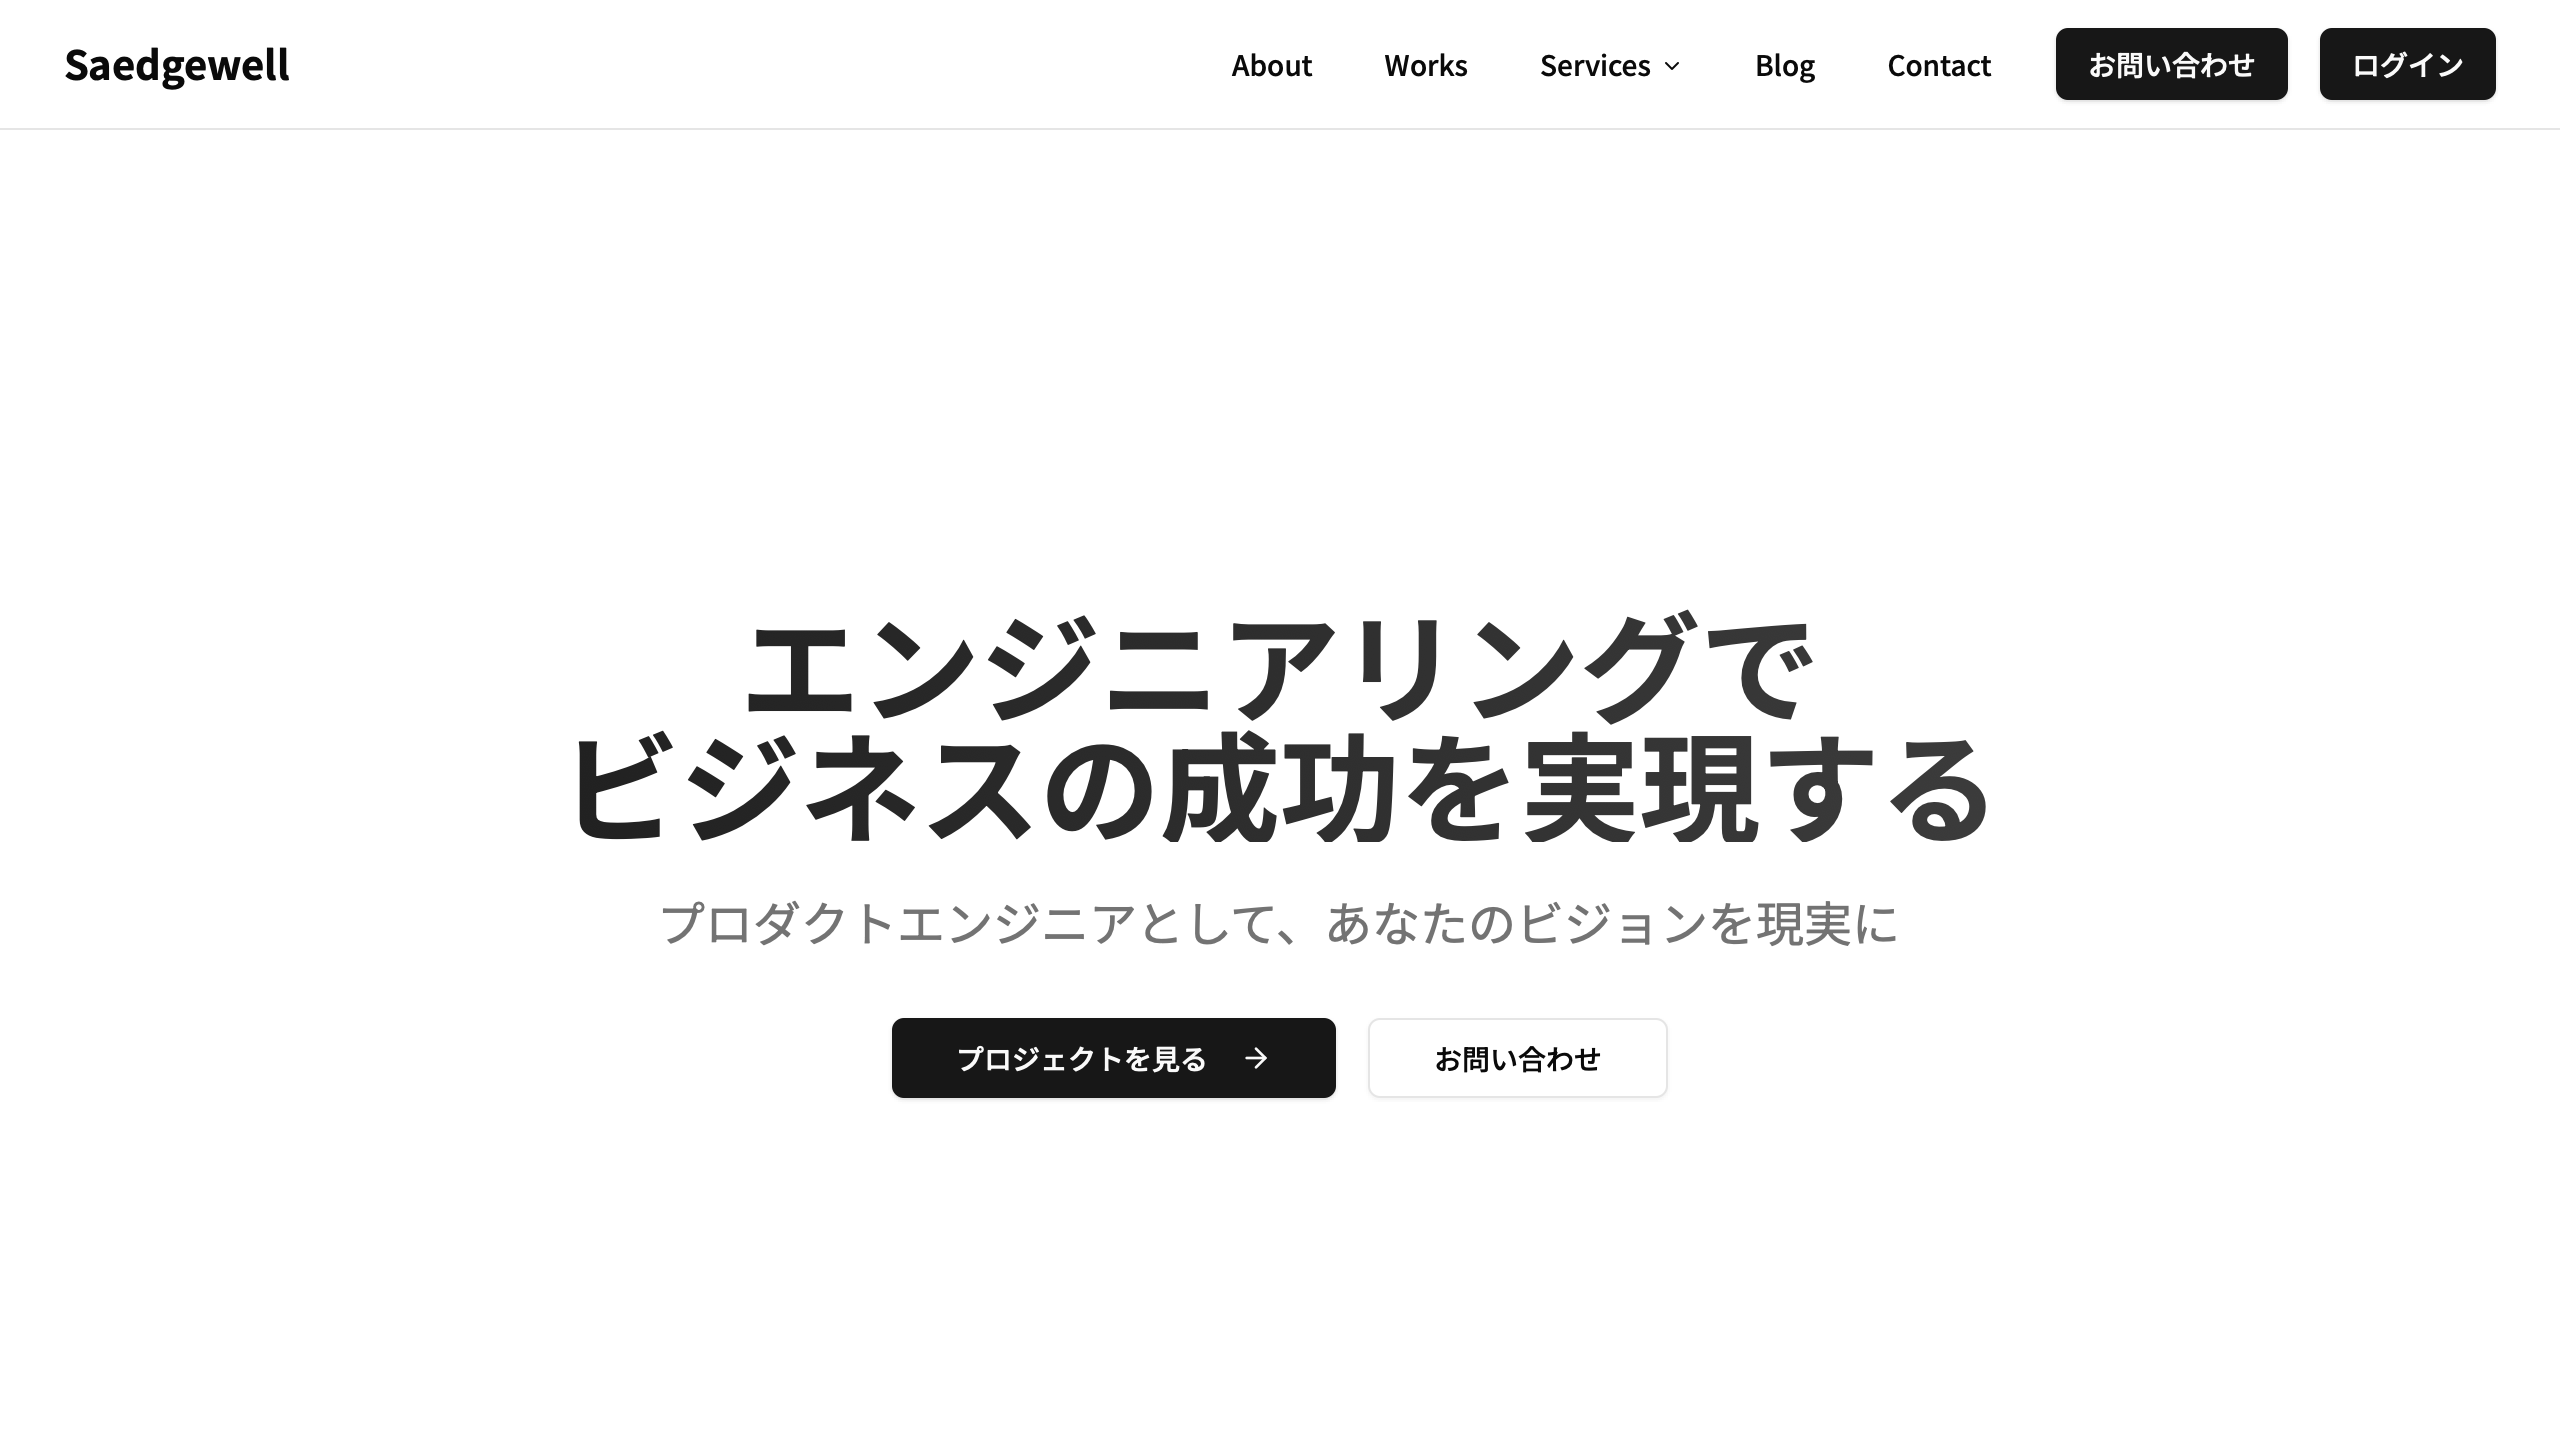 Saedgewell
About
Works
Services
Blog
Contact
お問い合わせ
ログイン
エンジニアリングで
ビジネスの成功を実現する
プロダクトエンジニアとして、あなたのビジョンを現実に
プロジェクトを見る
お問い合わせ